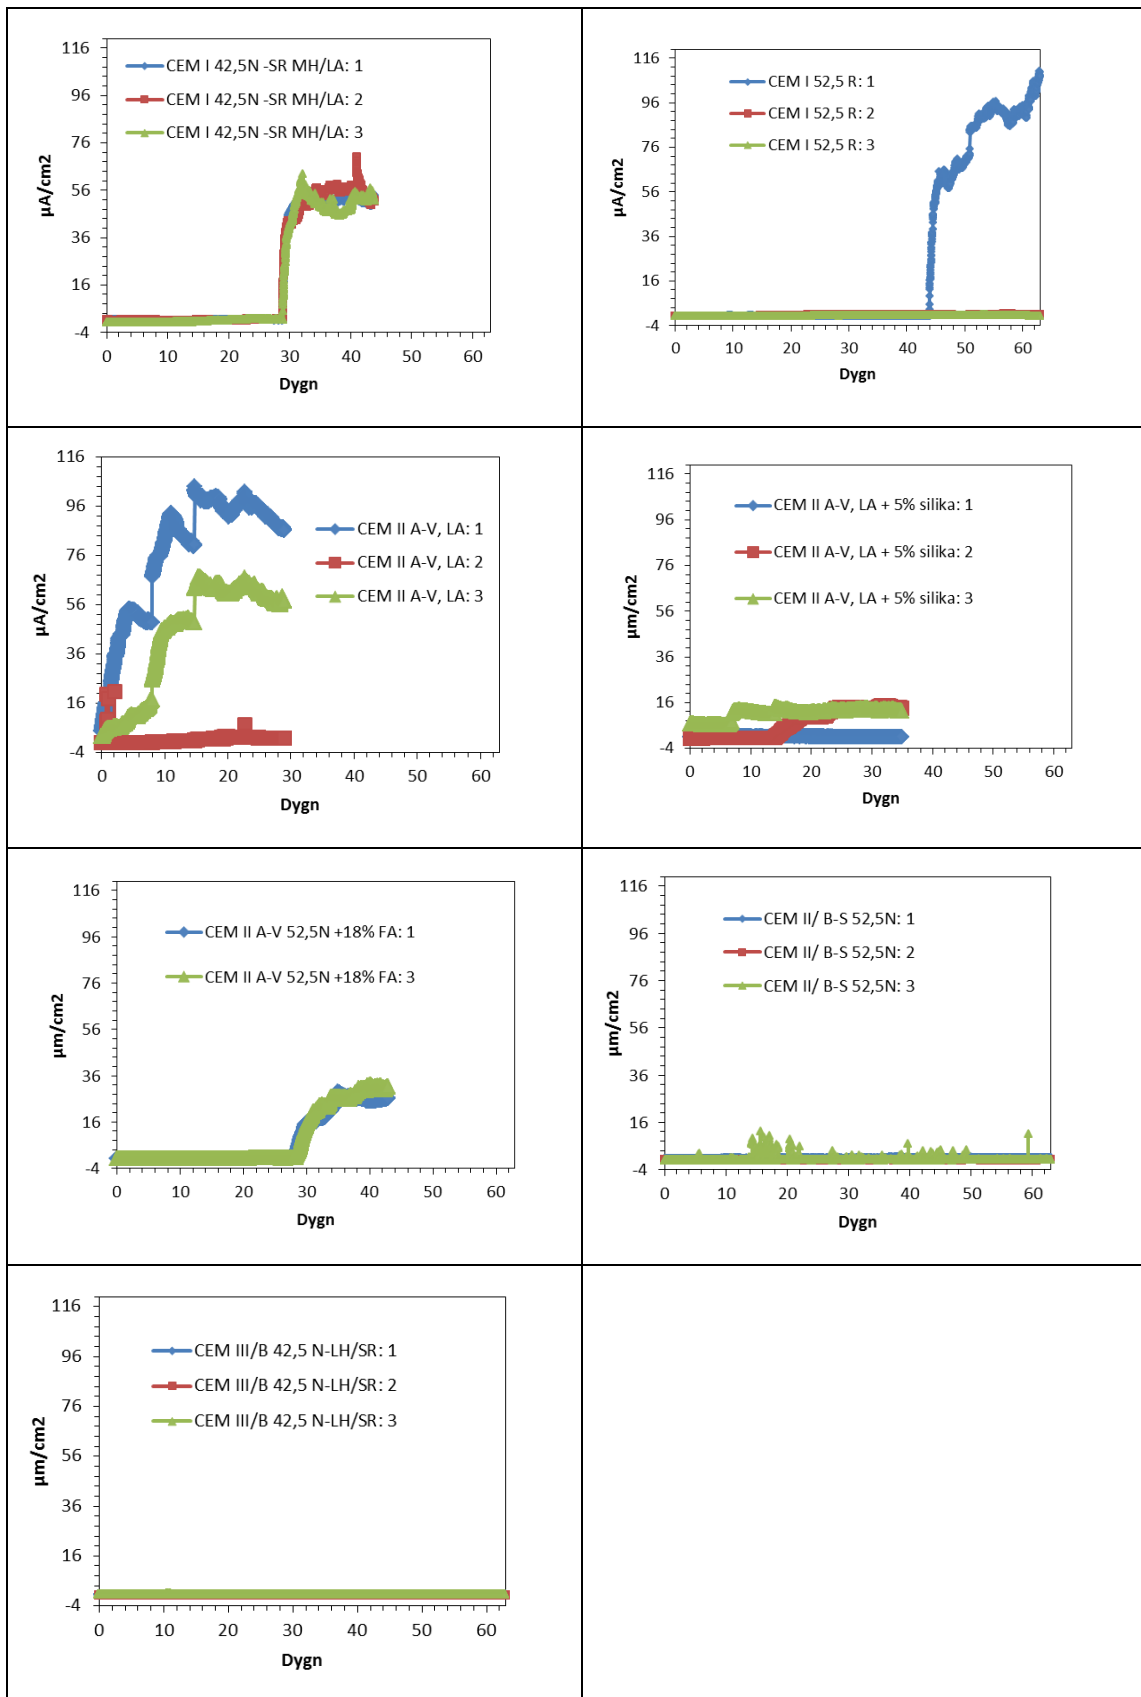 116
96
76
56
36
16
-4
µA/cm2
CEM I 42,5N -SR MH/LA: 1
CEM I 42,5N -SR MH/LA: 2
CEM I 42,5N -SR MH/LA: 3
0 10 20 30 40 50 60
Dygn
116
96
76
56
36
16
-4
µA/cm2
CEM I 52,5 R: 1
CEM I 52,5 R: 2
CEM I 52,5 R: 3
0 10 20 30 40 50 60
Dygn
116
96
76
56
36
16
-4
µA/cm2
CEM II A-V, LA: 1
CEM II A-V, LA: 2
CEM II A-V, LA: 3
0 10 20 30 40 50 60
Dygn
116
96
76
56
36
16
-4
µm/cm2
CEM II A-V, LA + 5% silika: 1
CEM II A-V, LA + 5% silika: 2
CEM II A-V, LA + 5% silika: 3
0 10 20 30 40 50 60
Dygn
116
96
76
56
36
16
-4
µm/cm2
CEM II A-V 52,5N +18% FA: 1
CEM II A-V 52,5N +18% FA: 3
0 10 20 30 40 50 60
Dygn
116
96
76
56
36
16
-4
µm/cm2
CEM II/ B-S 52,5N: 1
CEM II/ B-S 52,5N: 2
CEM II/ B-S 52,5N: 3
0 10 20 30 40 50 60
Dygn
116
96
76
56
36
16
-4
µm/cm2
CEM III/B 42,5 N-LH/SR: 1
CEM III/B 42,5 N-LH/SR: 2
CEM III/B 42,5 N-LH/SR: 3
0 10 20 30 40 50 60
Dygn